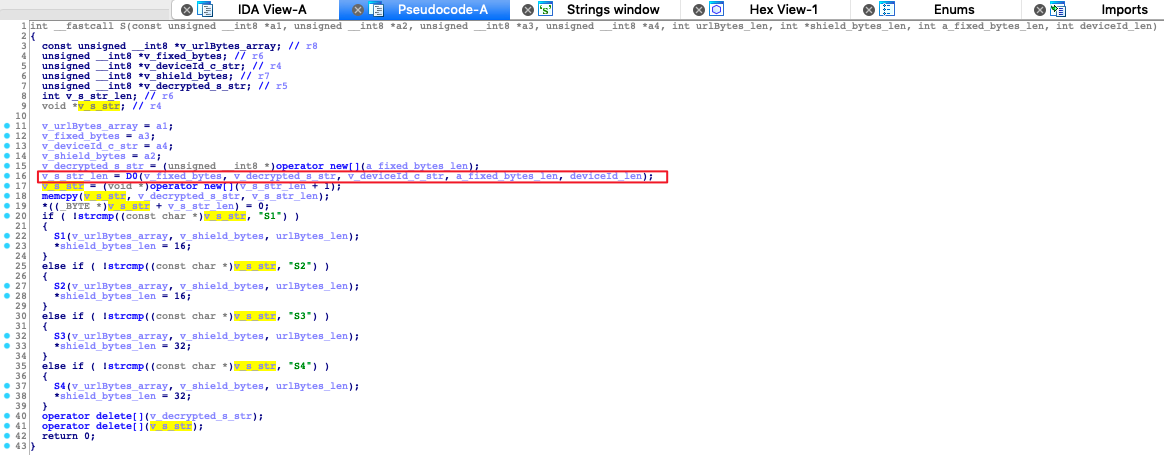 IDA View-A Pseudocode-A Strings window Hex View-1 Enums Imports
1 int __fastcall S(const unsigned __int8 *a1, unsigned __int8 *a2, unsigned __int8 *a3, unsigned __int8 *a4, int urlBytes_len, int *shield_bytes_len, int a_fixed_bytes_len, int deviceId_len)
2 {
3 const unsigned __int8 *v_urlBytes_array; // r8
4 unsigned __int8 *v_fixed_bytes; // r6
5 unsigned __int8 *v_deviceId_c_str; // r4
6 unsigned __int8 *v_shield_bytes; // r7
7 unsigned __int8 *v_decrypted_s_str; // r5
8 int v_s_str_len; // r6
9 void *v_s_str; // r4
10
11 v_urlBytes_array = a1;
12 v_fixed_bytes = a3;
13 v_deviceId_c_str = a4;
14 v_shield_bytes = a2;
15 v_decrypted_s_str = (unsigned __int8 *)operator new[](a_fixed_bytes_len);
16 v_s_str_len = D0(v_fixed_bytes, v_decrypted_s_str, v_deviceId_c_str, a_fixed_bytes_len, deviceId_len);
17 v_s_str = (void *)operator new[](v_s_str_len + 1);
18 memcpy(v_s_str, v_decrypted_s_str, v_s_str_len);
19 *((_BYTE *)v_s_str + v_s_str_len) = 0;
20 if ( !strcmp((const char *)v_s_str, "S1") )
21 {
22 S1(v_urlBytes_array, v_shield_bytes, urlBytes_len);
23 *shield_bytes_len = 16;
24 }
25 else if ( !strcmp((const char *)v_s_str, "S2") )
26 {
27 S2(v_urlBytes_array, v_shield_bytes, urlBytes_len);
28 *shield_bytes_len = 16;
29 }
30 else if ( !strcmp((const char *)v_s_str, "S3") )
31 {
32 S3(v_urlBytes_array, v_shield_bytes, urlBytes_len);
33 *shield_bytes_len = 32;
34 }
35 else if ( !strcmp((const char *)v_s_str, "S4") )
36 {
37 S4(v_urlBytes_array, v_shield_bytes, urlBytes_len);
38 *shield_bytes_len = 32;
39 }
40 operator delete[](v_decrypted_s_str);
41 operator delete[](v_s_str);
42 return 0;
43 }